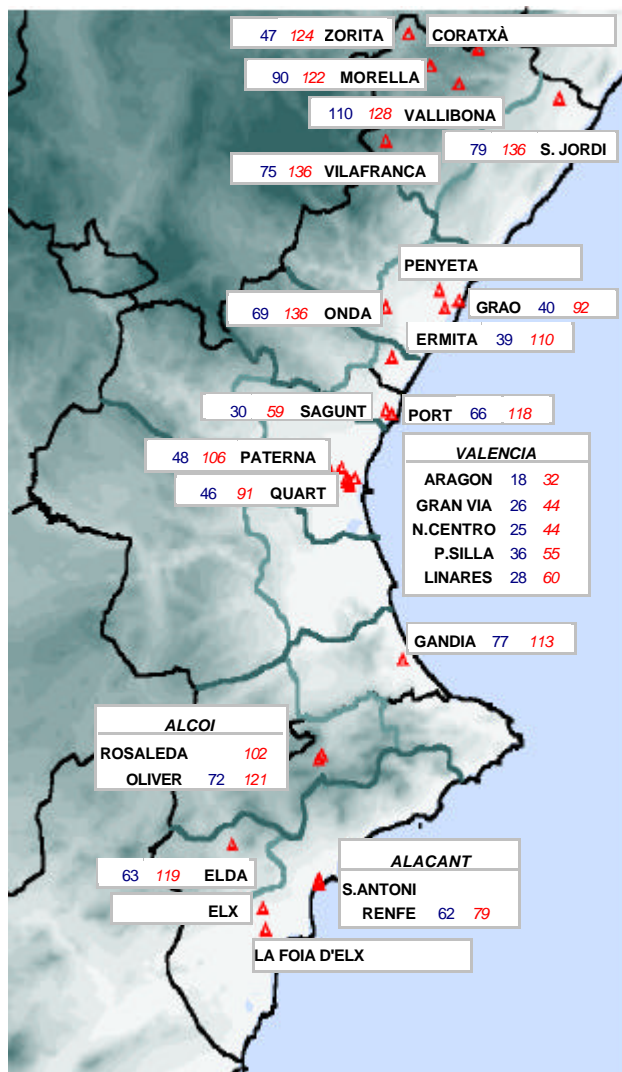 47 124 ZORITA
CORATXÀ
90 122 MORELLA
110 128 VALLIBONA
79 136 S. JORDI
75 136 VILAFRANCA
PENYETA
69 136 ONDA
GRAO 40 92
ERMITA 39 110
30 59 SAGUNT
PORT 66 118
48 106 PATERNA
46 91 QUART
VALENCIA
ARAGON 18 32
GRAN VIA 26 44
N.CENTRO 25 44
P.SILLA 36 55
LINARES 28 60
GANDIA 77 113
ALCOI
ROSALEDA 102
OLIVER 72 121
63 119 ELDA
ELX
ALACANT
S.ANTONI
RENFE 62 79
LA FOIA D'ELX